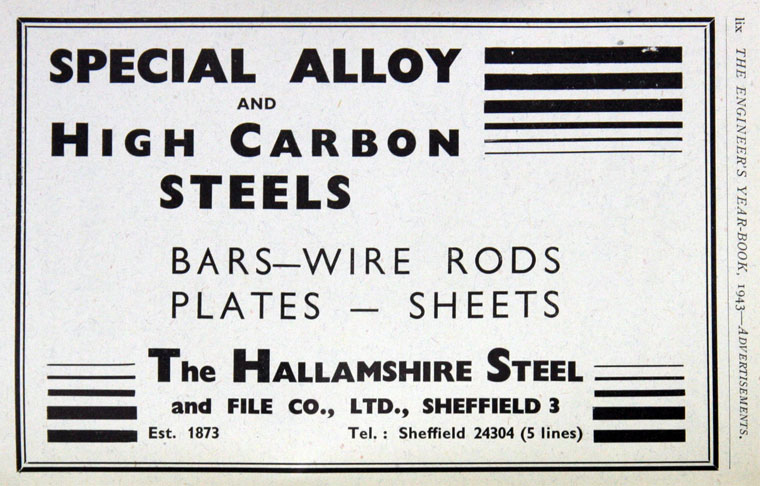 SPECIAL ALLOY
AND
HIGH CARBON
STEELS
BARS—WIRE RODS
PLATES — SHEETS
The HALLAMSHIRE STEEL
and FILE CO., LTD., SHEFFIELD 3
Est. 1873 Tel. : Sheffield 24304 (5 lines)
lix THE ENGINEER'S YEAR-BOOK, 1943—ADVERTISEMENTS.